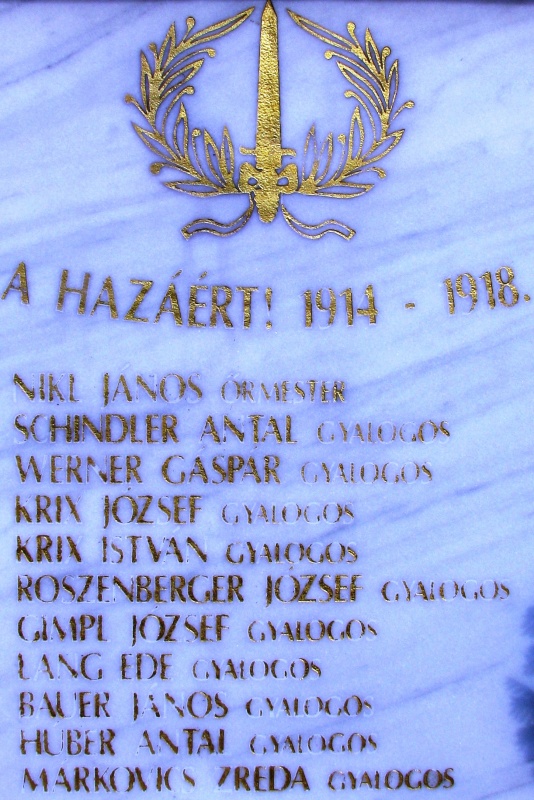 A HAZÁÉRT! 1914 - 1918.
NIKL JÁNOS ŐRMESTER
SCHINDLER ANTAL GYALOGOS
WERNER GÁSPÁR GYALOGOS
KRIX JÓZSEF GYALOGOS
KRIX ISTVÁN GYALOGOS
ROSZENBERGER JÓZSEF GYALOGOS
GIMPL JÓZSEF GYALOGOS
LANG EDE GYALOGOS
BAUER JÁNOS GYALOGOS
HUBER ANTAL GYALOGOS
MARKOVICS ZREDA GYALOGOS